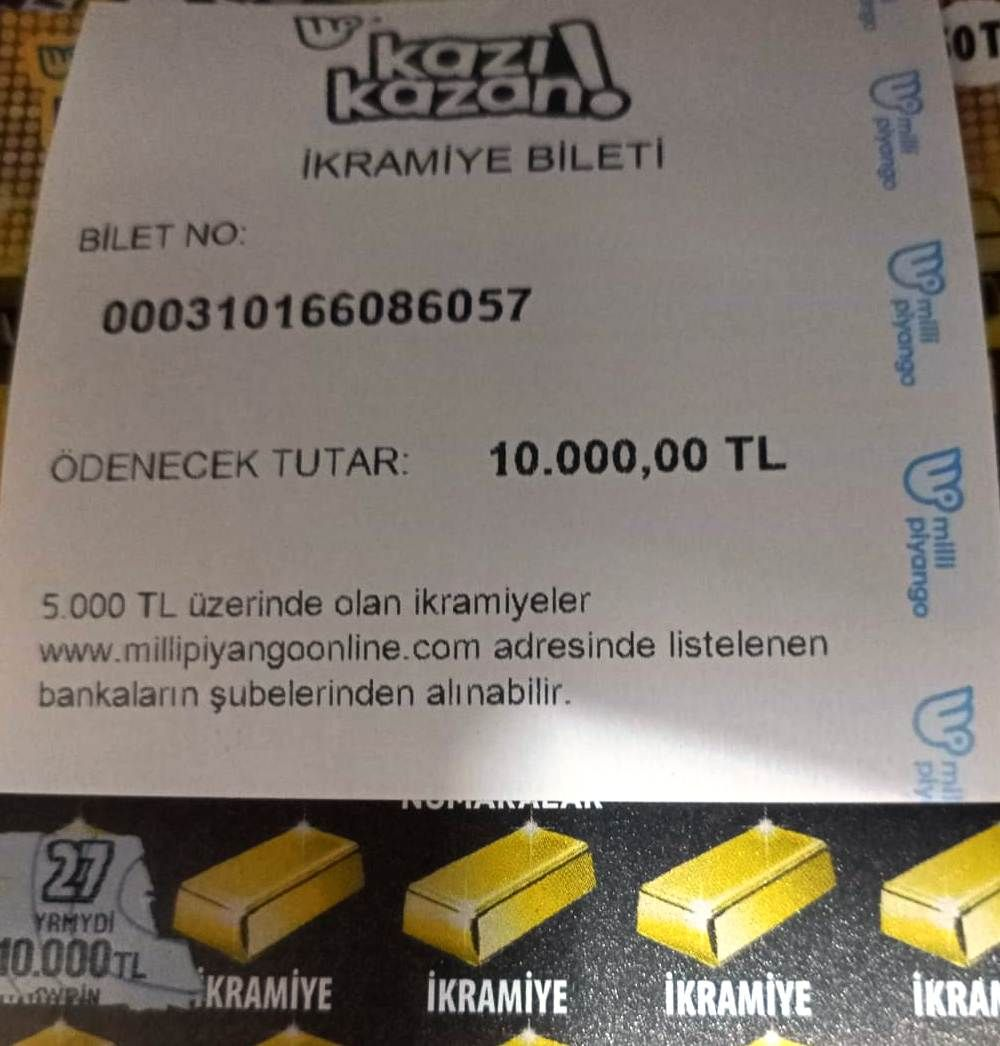 kazı
kazan!
İKRAMİYE BİLETİ
BİLET NO:
000310166086057
ÖDENECEK TUTAR: 10.000,00 TL
5.000 TL üzerinde olan ikramiyeler
www.millipiyangoonline.com adresinde listelenen
bankaların şubelerinden alınabilir.
milli
piyango
milli
piyango
milli
piyango
27
YRMYDİ
10.000TL
İKRAMİYE İKRAMİYE İKRAMİYE